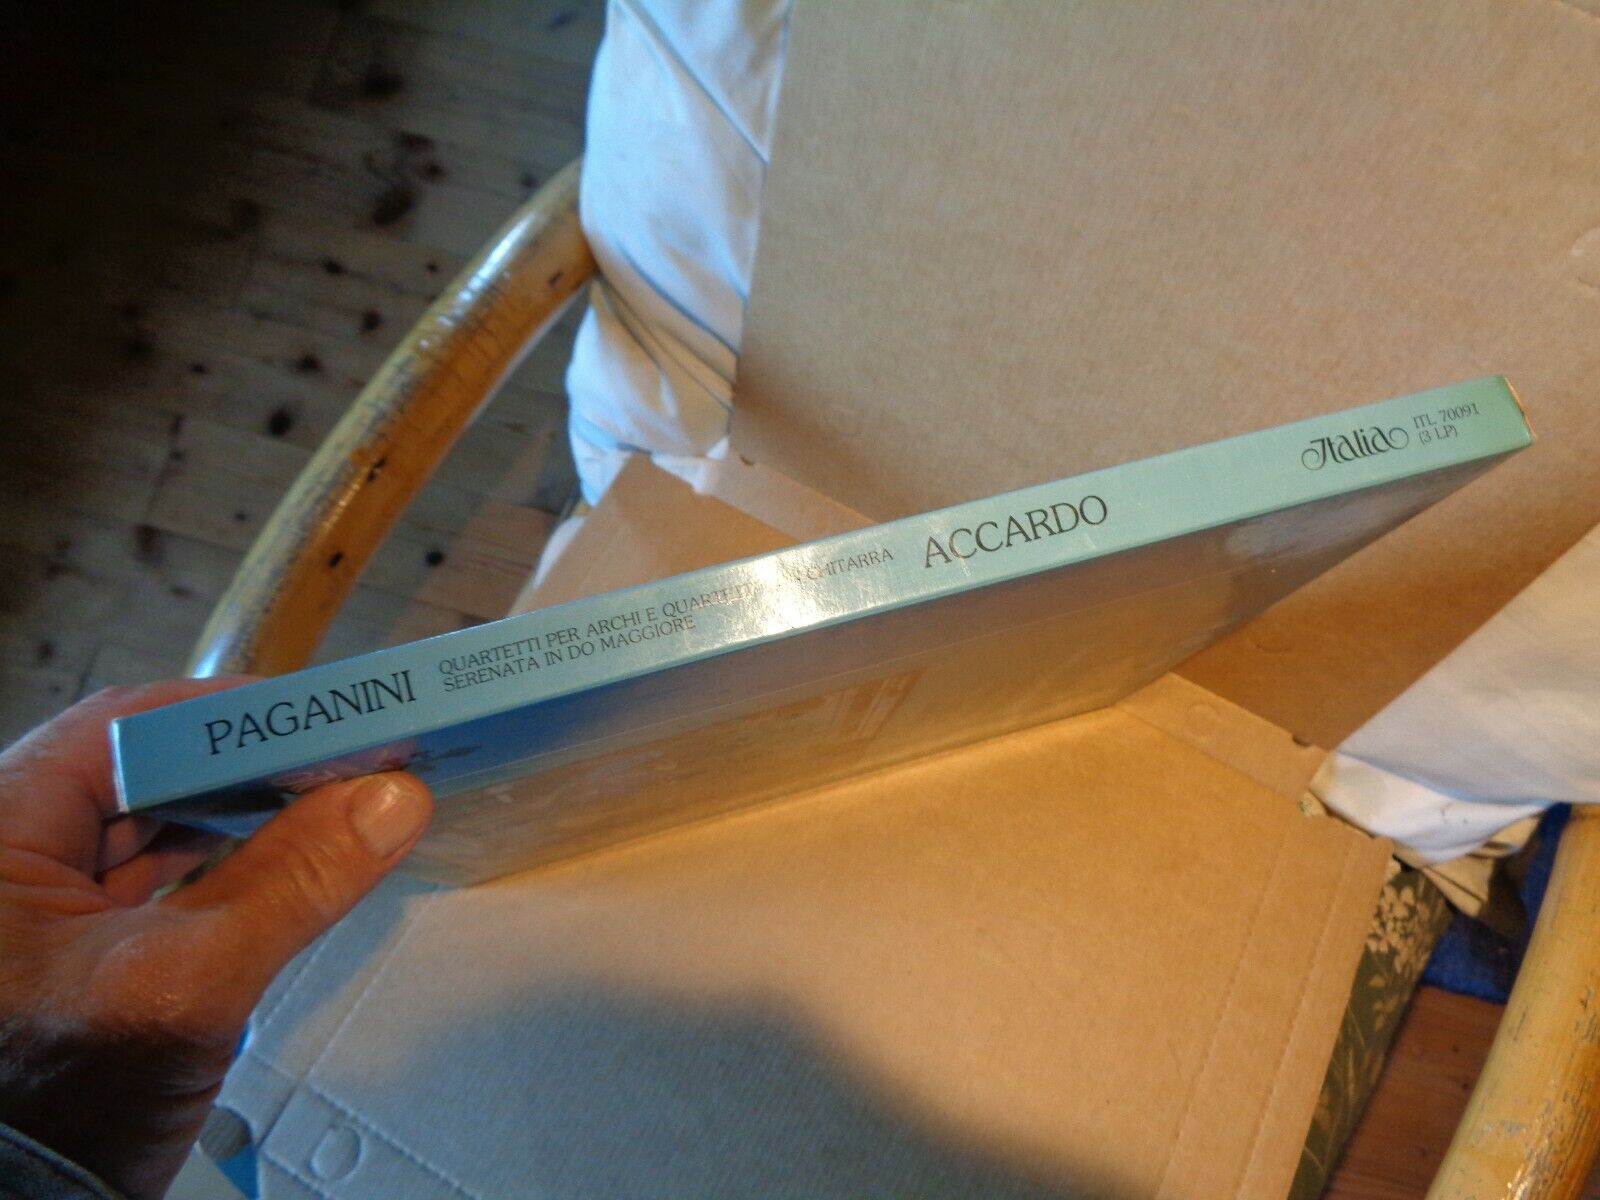 PAGANINI
QUARTETTI PER ARCHI E QUARTETTI CHITARRA
SERENATA IN DO MAGGIORE
ACCARDO
Italia
ITL 70091
(3 LP)